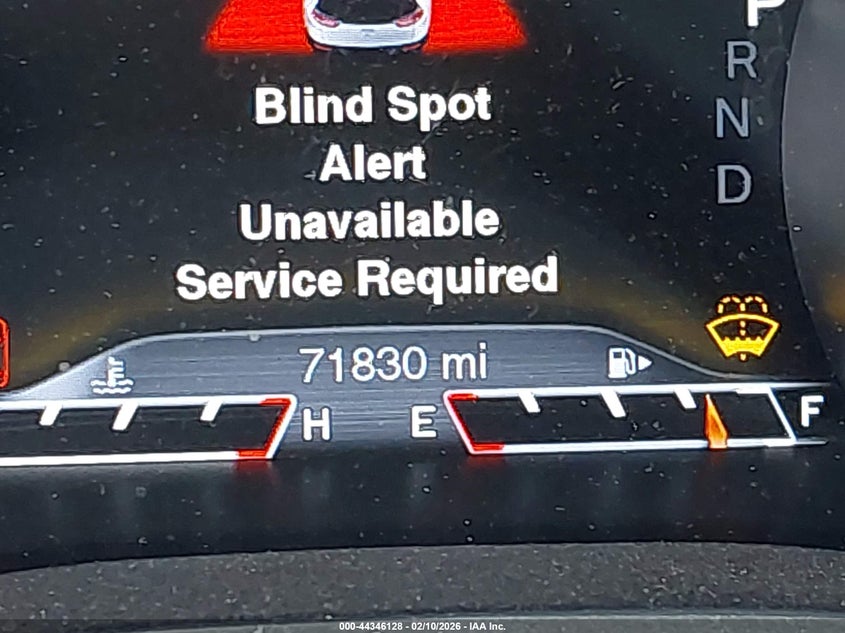 P
R
N
D
Blind Spot
Alert
Unavailable
Service Required
71830 mi
H
E
F
000-44346128 - 02/10/2026 - IAA Inc.